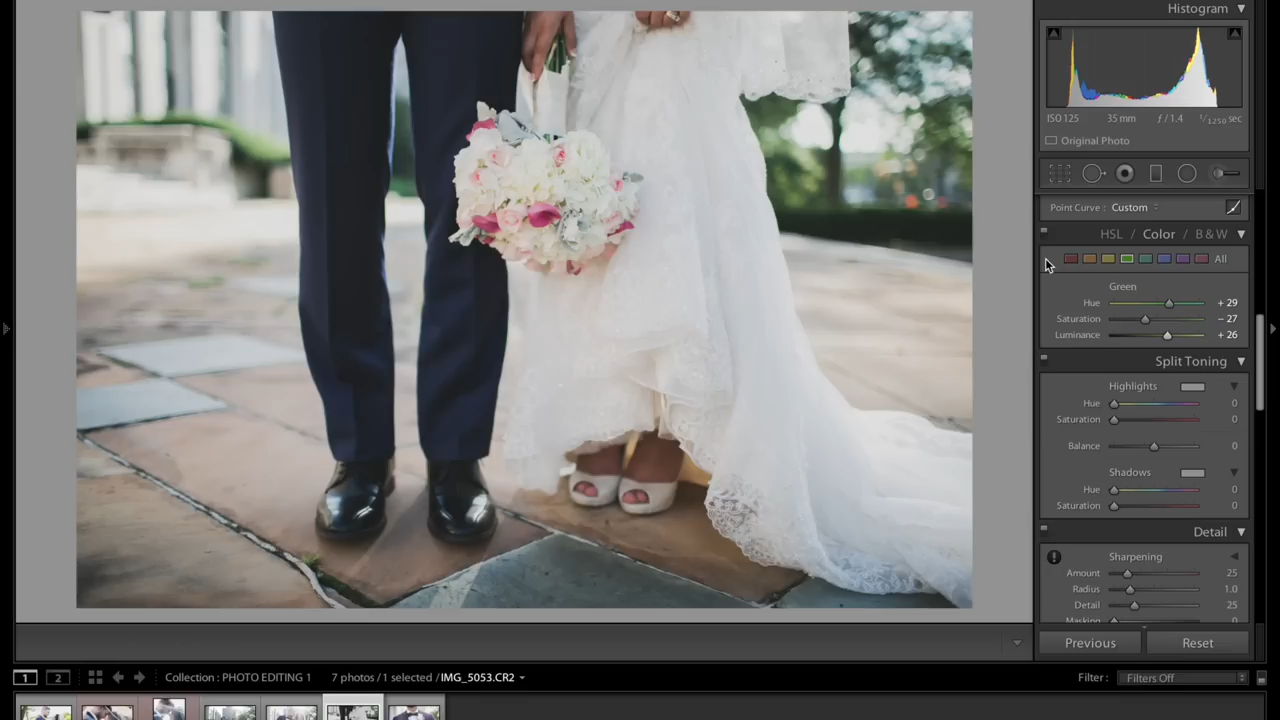 Histogram
ISO 125 35 mm f / 1.4 1/1250 sec
Original Photo
Point Curve : Custom
HSL / Color / B & W
All
Green
Hue + 29
Saturation – 27
Luminance + 26
Split Toning
Highlights
Hue 0
Saturation 0
Balance 0
Shadows
Hue 0
Saturation 0
Detail
Sharpening
Amount 25
Radius 1.0
Detail 25
Masking 0
Previous Reset
1 2 Collection : PHOTO EDITING 1 7 photos / 1 selected / IMG_5053.CR2 Filter : Filters Off